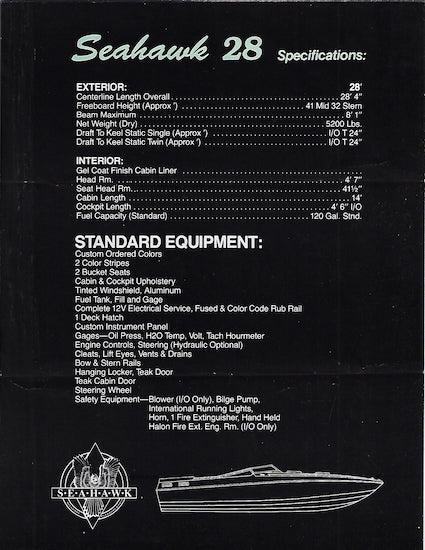 Seahawk 28 Specifications:
EXTERIOR: 28'
Centerline Length Overall 28' 4"
Freeboard Height (Approx ') 41 Mid 32 Stern
Beam Maximum 8' 1"
Net Weight (Dry) 5200 Lbs.
Draft To Keel Static Single (Approx ') I/O T 24"
Draft To Keel Static Twin (Approx ') I/O T 24"
INTERIOR:
Gel Coat Finish Cabin Liner
Head Rm. 4' 7"
Seat Head Rm. 41½"
Cabin Length 14'
Cockpit Length 4' 6" I/O
Fuel Capacity (Standard) 120 Gal. Stnd.
STANDARD EQUIPMENT:
Custom Ordered Colors
2 Color Stripes
2 Bucket Seats
Cabin & Cockpit Upholstery
Tinted Windshield, Aluminum
Fuel Tank, Fill and Gage
Complete 12V Electrical Service, Fused & Color Code Rub Rail
1 Deck Hatch
Custom Instrument Panel
Gages—Oil Press, H2O Temp, Volt, Tach Hourmeter
Engine Controls, Steering (Hydraulic Optional)
Cleats, Lift Eyes, Vents & Drains
Bow & Stern Rails
Hanging Locker, Teak Door
Teak Cabin Door
Steering Wheel
Safety Equipment—Blower (I/O Only), Bilge Pump,
International Running Lights,
Horn, 1 Fire Extinguisher, Hand Held
Halon Fire Ext. Eng. Rm. (I/O Only)
S·E·A·H·A·W·K